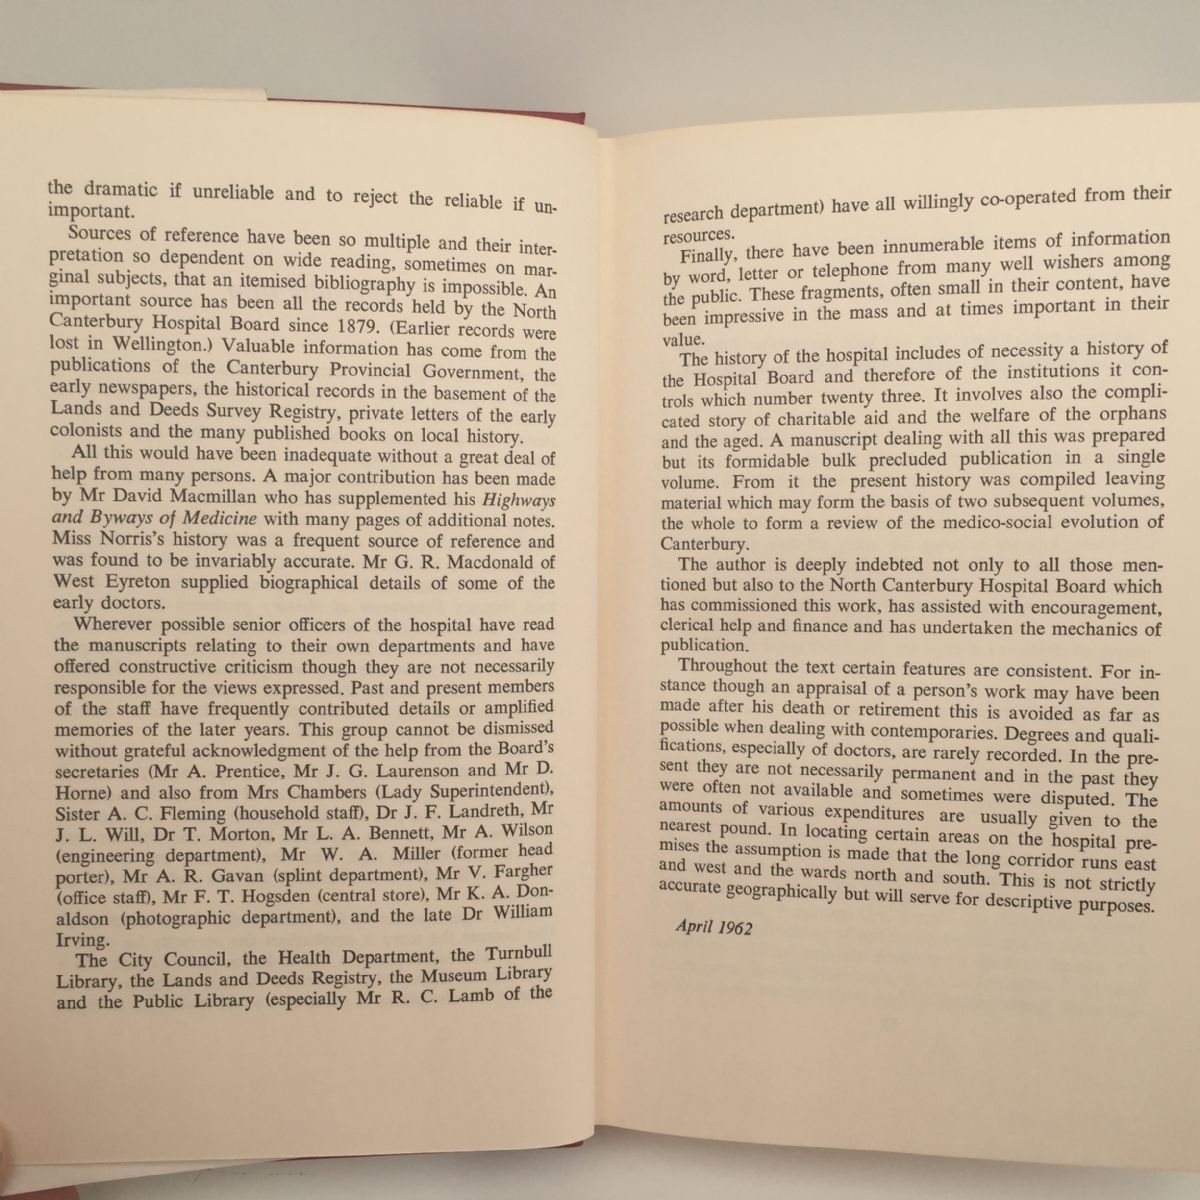 the dramatic if unreliable and to reject the reliable if un-
important.
Sources of reference have been so multiple and their inter-
pretation so dependent on wide reading, sometimes on mar-
ginal subjects, that an itemised bibliography is impossible. An
important source has been all the records held by the North
Canterbury Hospital Board since 1879. (Earlier records were
lost in Wellington.) Valuable information has come from the
publications of the Canterbury Provincial Government, the
early newspapers, the historical records in the basement of the
Lands and Deeds Survey Registry, private letters of the early
colonists and the many published books on local history.
All this would have been inadequate without a great deal of
help from many persons. A major contribution has been made
by Mr David Macmillan who has supplemented his Highways
and Byways of Medicine with many pages of additional notes.
Miss Norris's history was a frequent source of reference and
was found to be invariably accurate. Mr G. R. Macdonald of
West Eyreton supplied biographical details of some of the
early doctors.
Wherever possible senior officers of the hospital have read
the manuscripts relating to their own departments and have
offered constructive criticism though they are not necessarily
responsible for the views expressed. Past and present members
of the staff have frequently contributed details or amplified
memories of the later years. This group cannot be dismissed
without grateful acknowledgment of the help from the Board's
secretaries (Mr A. Prentice, Mr J. G. Laurenson and Mr D.
Horne) and also from Mrs Chambers (Lady Superintendent),
Sister A. C. Fleming (household staff), Dr J. F. Landreth, Mr
J. L. Will, Dr T. Morton, Mr L. A. Bennett, Mr A. Wilson
(engineering department), Mr W. A. Miller (former head
porter), Mr A. R. Gavan (splint department), Mr V. Fargher
(office staff), Mr F. T. Hogsden (central store), Mr K. A. Don-
aldson (photographic department), and the late Dr William
Irving.
The City Council, the Health Department, the Turnbull
Library, the Lands and Deeds Registry, the Museum Library
and the Public Library (especially Mr R. C. Lamb of the
research department) have all willingly co-operated from their
resources.
Finally, there have been innumerable items of information
by word, letter or telephone from many well wishers among
the public. These fragments, often small in their content, have
been impressive in the mass and at times important in their
value.
The history of the hospital includes of necessity a history of
the Hospital Board and therefore of the institutions it con-
trols which number twenty three. It involves also the compli-
cated story of charitable aid and the welfare of the orphans
and the aged. A manuscript dealing with all this was prepared
but its formidable bulk precluded publication in a single
volume. From it the present history was compiled leaving
material which may form the basis of two subsequent volumes,
the whole to form a review of the medico-social evolution of
Canterbury.
The author is deeply indebted not only to all those men-
tioned but also to the North Canterbury Hospital Board which
has commissioned this work, has assisted with encouragement,
clerical help and finance and has undertaken the mechanics of
publication.
Throughout the text certain features are consistent. For in-
stance though an appraisal of a person's work may have been
made after his death or retirement this is avoided as far as
possible when dealing with contemporaries. Degrees and quali-
fications, especially of doctors, are rarely recorded. In the pre-
sent they are not necessarily permanent and in the past they
were often not available and sometimes were disputed. The
amounts of various expenditures are usually given to the
nearest pound. In locating certain areas on the hospital pre-
mises the assumption is made that the long corridor runs east
and west and the wards north and south. This is not strictly
accurate geographically but will serve for descriptive purposes.
April 1962